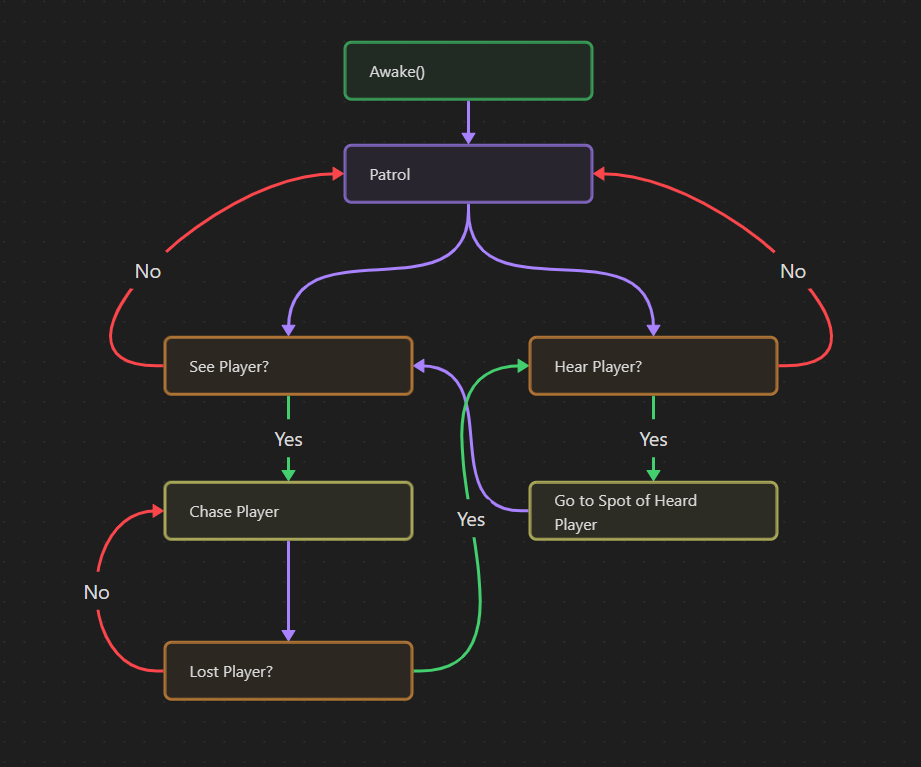 Awake()
Patrol
No
No
See Player?
Hear Player?
Yes
Yes
Chase Player
Go to Spot of Heard
Player
Yes
No
Lost Player?